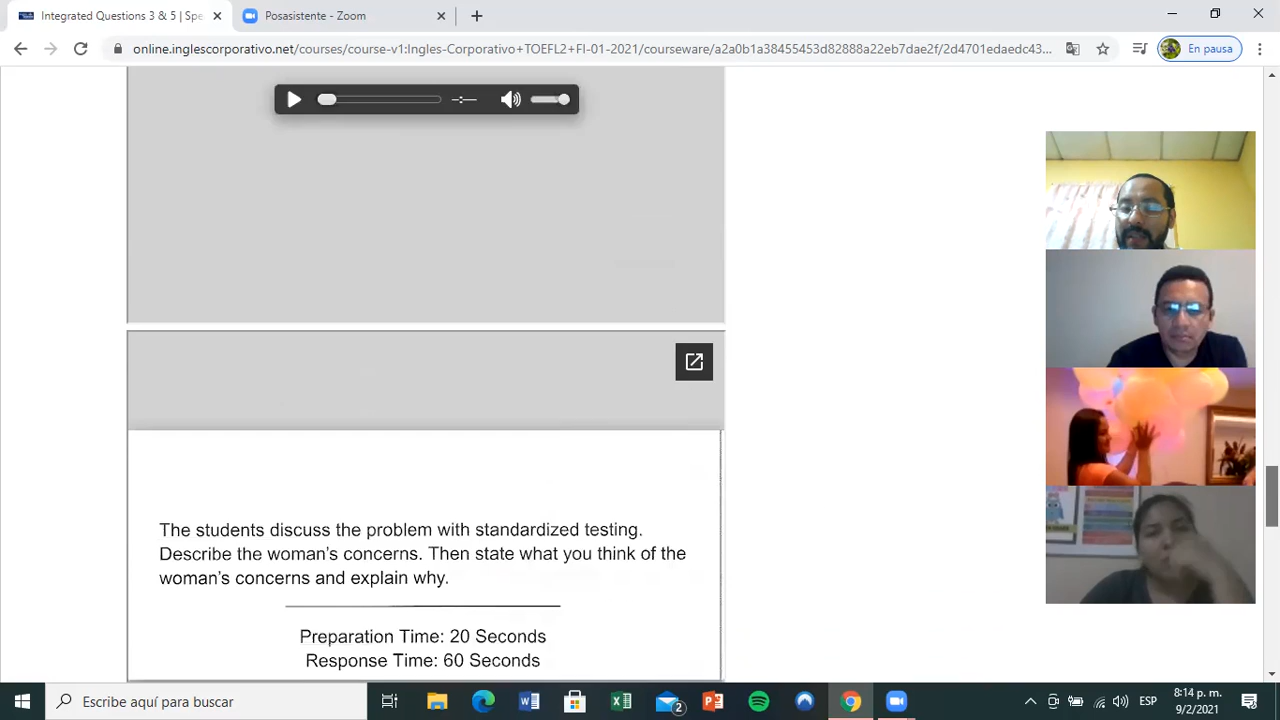 Integrated Questions 3 & 5 | Spe
Posasistente - Zoom
online.inglescorporativo.net/courses/course-v1:Ingles-Corporativo+TOEFL2+FI-01-2021/courseware/a2a0b1a38455453d82888a22eb7dae2f/2d4701edaedc43...
En pausa
The students discuss the problem with standardized testing.
Describe the woman's concerns. Then state what you think of the
woman's concerns and explain why.
Preparation Time: 20 Seconds
Response Time: 60 Seconds
Escribe aquí para buscar
2
ESP
8:14 p. m.
9/2/2021